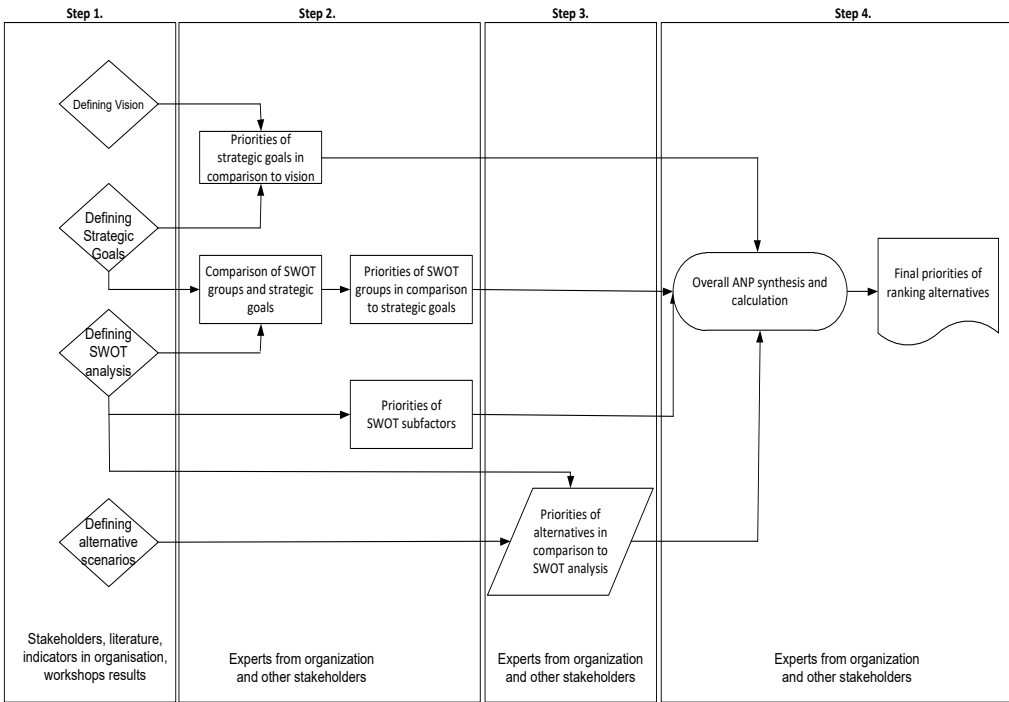 Step 1.
Step 2.
Step 3.
Step 4.
Defining Vision
Priorities of
strategic goals in
comparison to vision
Defining
Strategic
Goals
Comparison of SWOT
groups and strategic
goals
Priorities of SWOT
groups in comparison
to strategic goals
Overall ANP synthesis and
calculation
Final priorities of
ranking alternatives
Defining
SWOT
analysis
Priorities of
SWOT subfactors
Defining
alternative
scenarios
Priorities of
alternatives in
comparison to
SWOT analysis
Stakeholders, literature,
indicators in organisation,
workshops results
Experts from organization
and other stakeholders
Experts from organization
and other stakeholders
Experts from organization
and other stakeholders